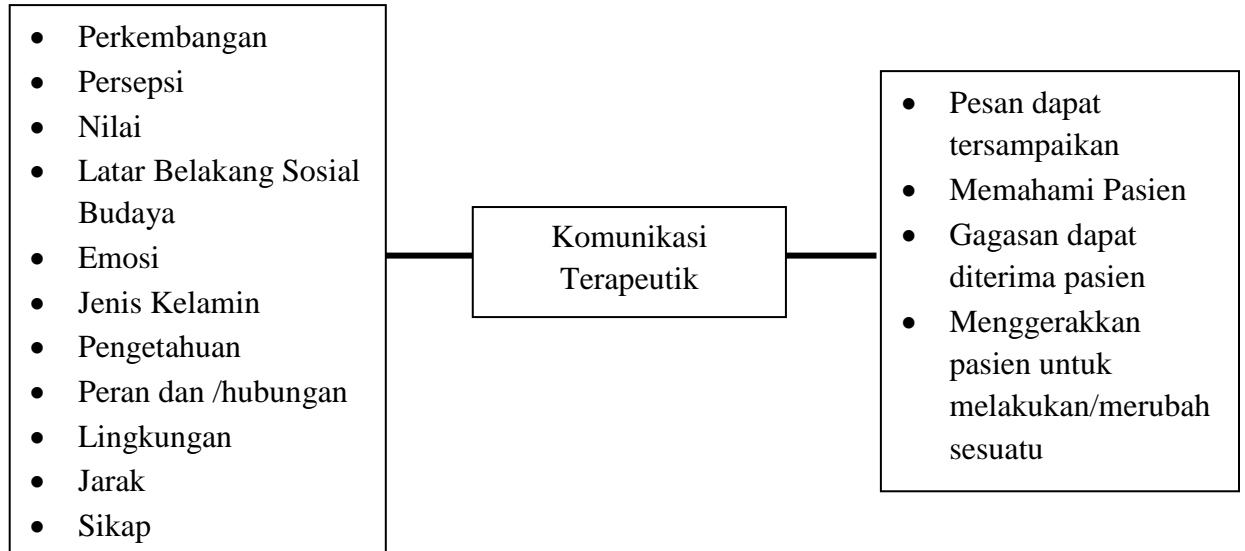 • Perkembangan
• Persepsi
• Nilai
• Latar Belakang Sosial
Budaya
• Emosi
• Jenis Kelamin
• Pengetahuan
• Peran dan /hubungan
• Lingkungan
• Jarak
• Sikap
Komunikasi
Terapeutik
• Pesan dapat
tersampaikan
• Memahami Pasien
• Gagasan dapat
diterima pasien
• Menggerakkan
pasien untuk
melakukan/merubah
sesuatu